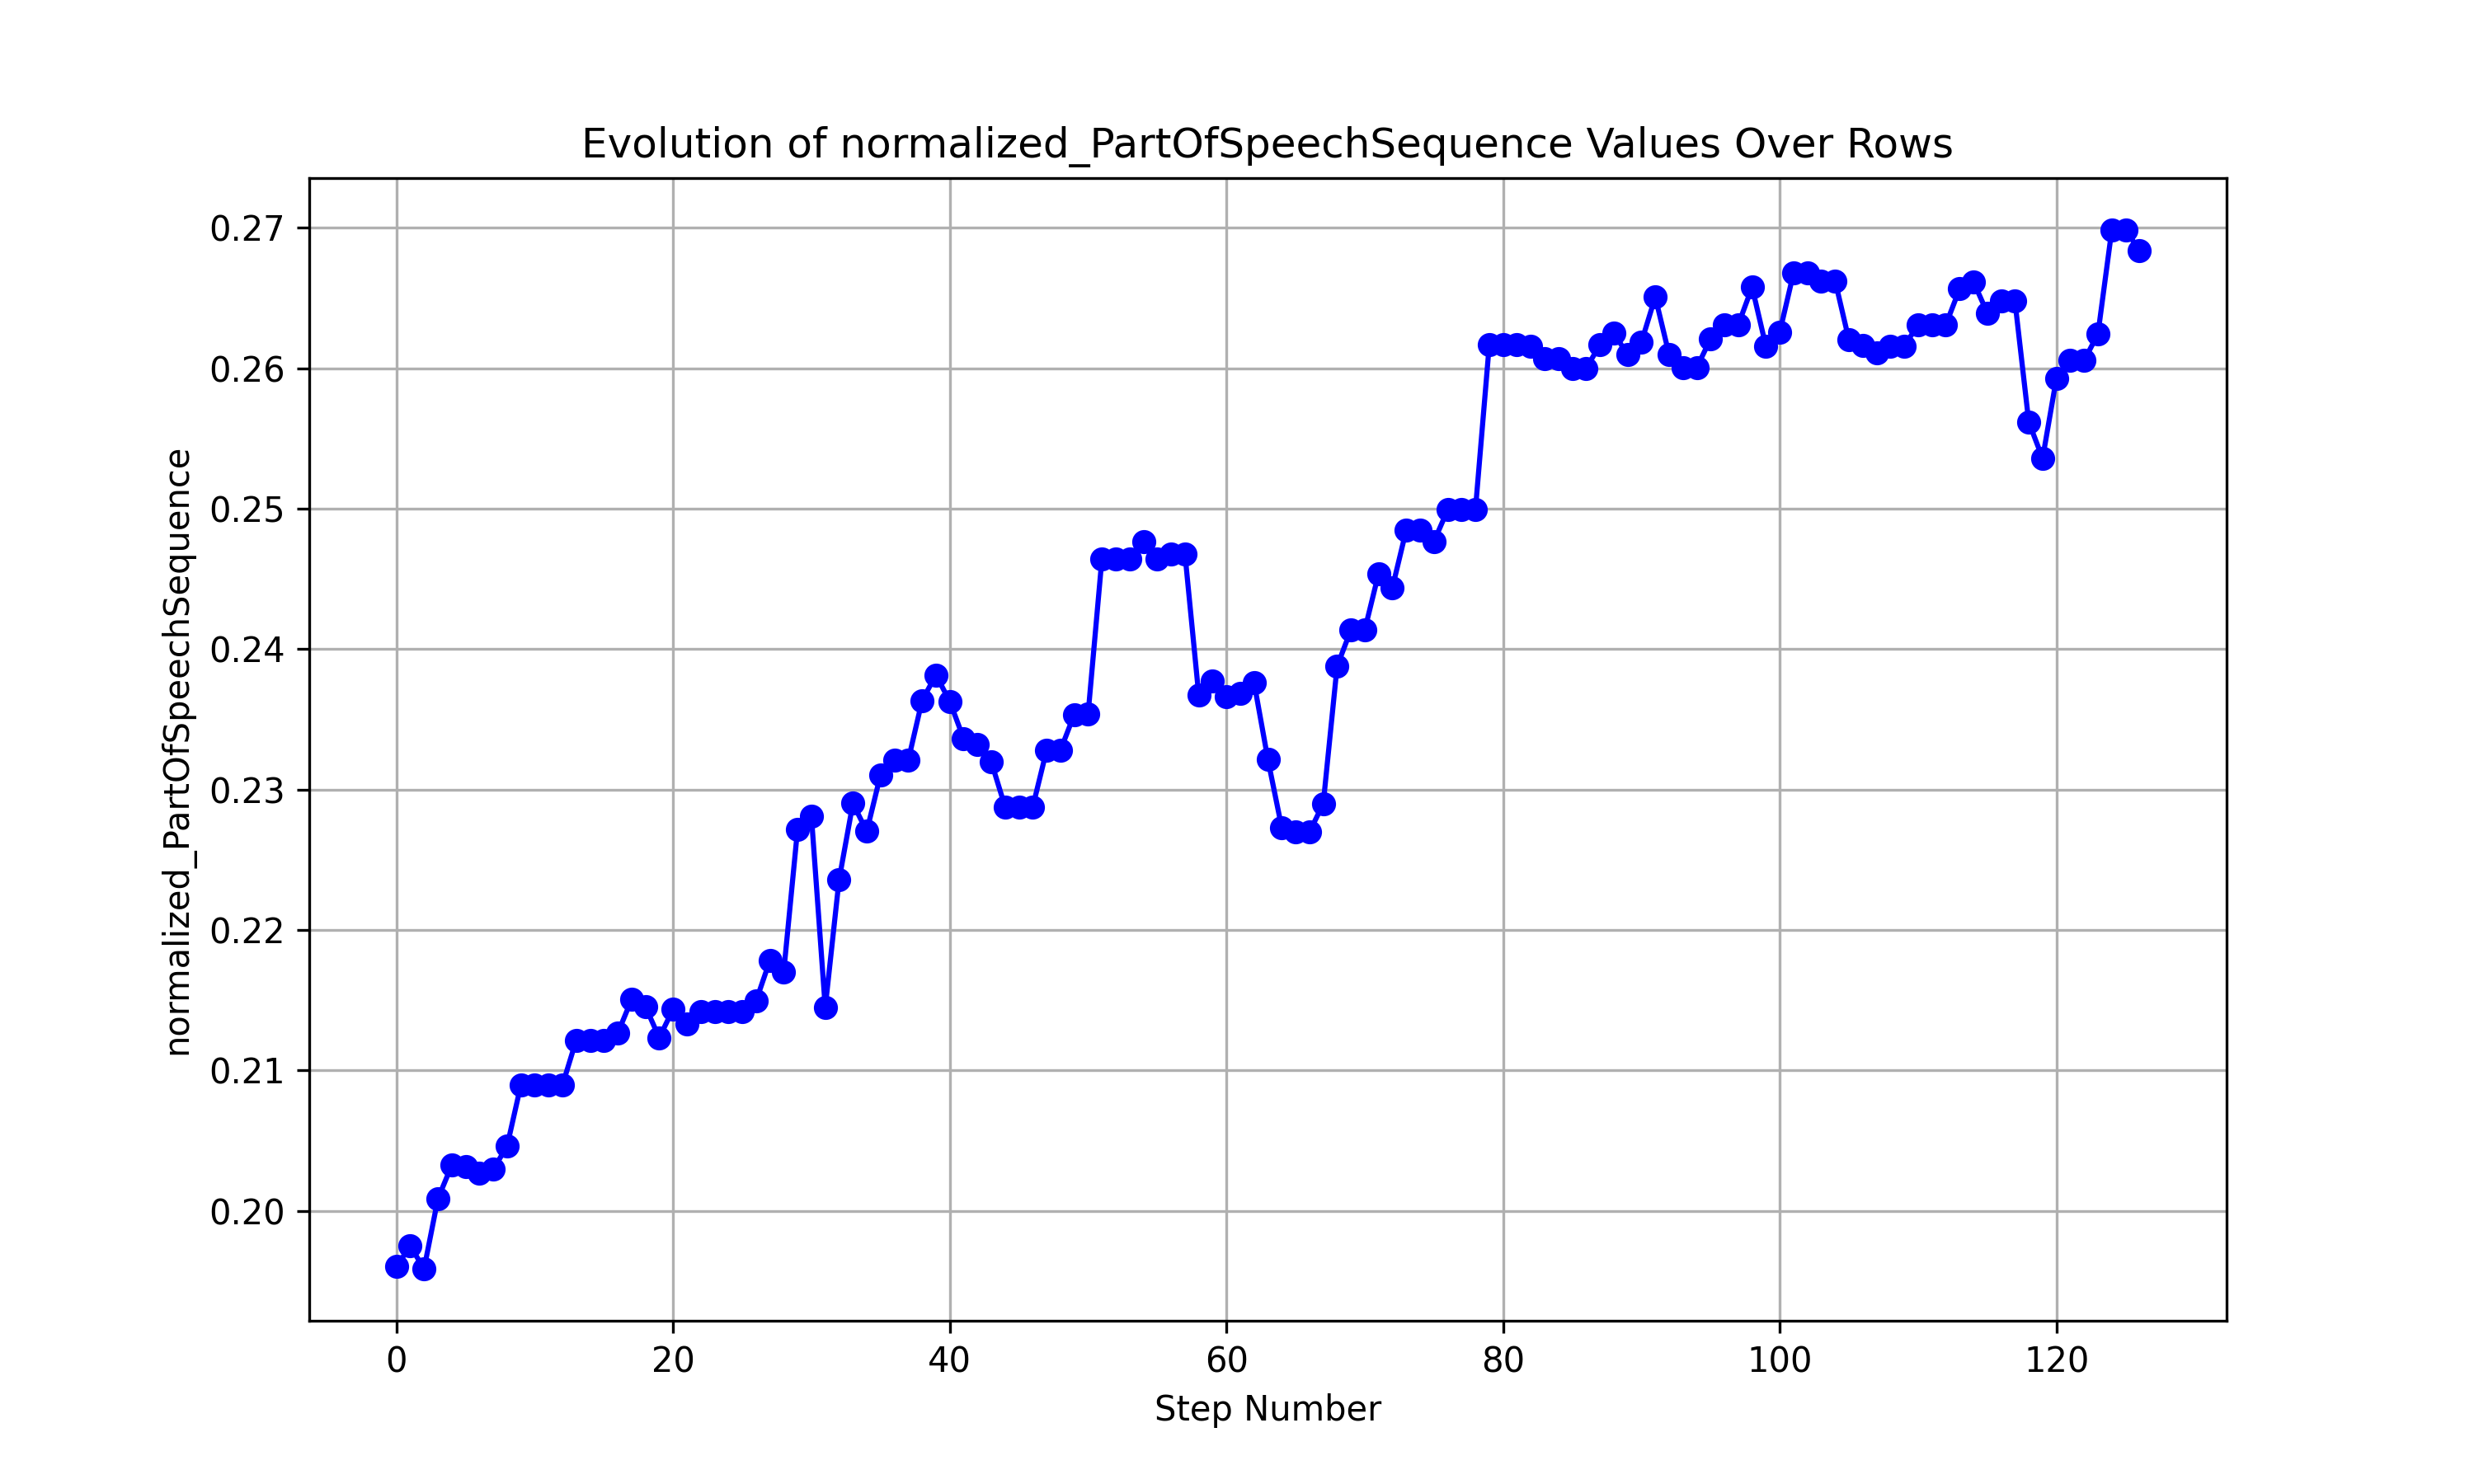 Evolution of normalized_PartOfSpeechSequence Values Over Rows
normalized_PartOfSpeechSequence
0.27
0.26
0.25
0.24
0.23
0.22
0.21
0.20
0 20 40 60 80 100 120
Step Number